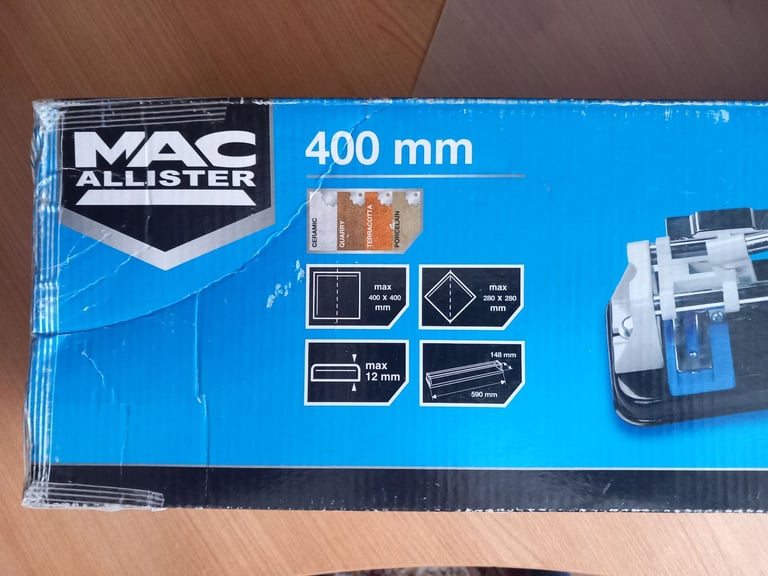 MAC
ALLISTER
400 mm
CERAMIC
QUARRY
TERRACOTTA
PORCELAIN
max
400 x 400
mm
max
280 x 280
mm
max
12 mm
148 mm
590 mm